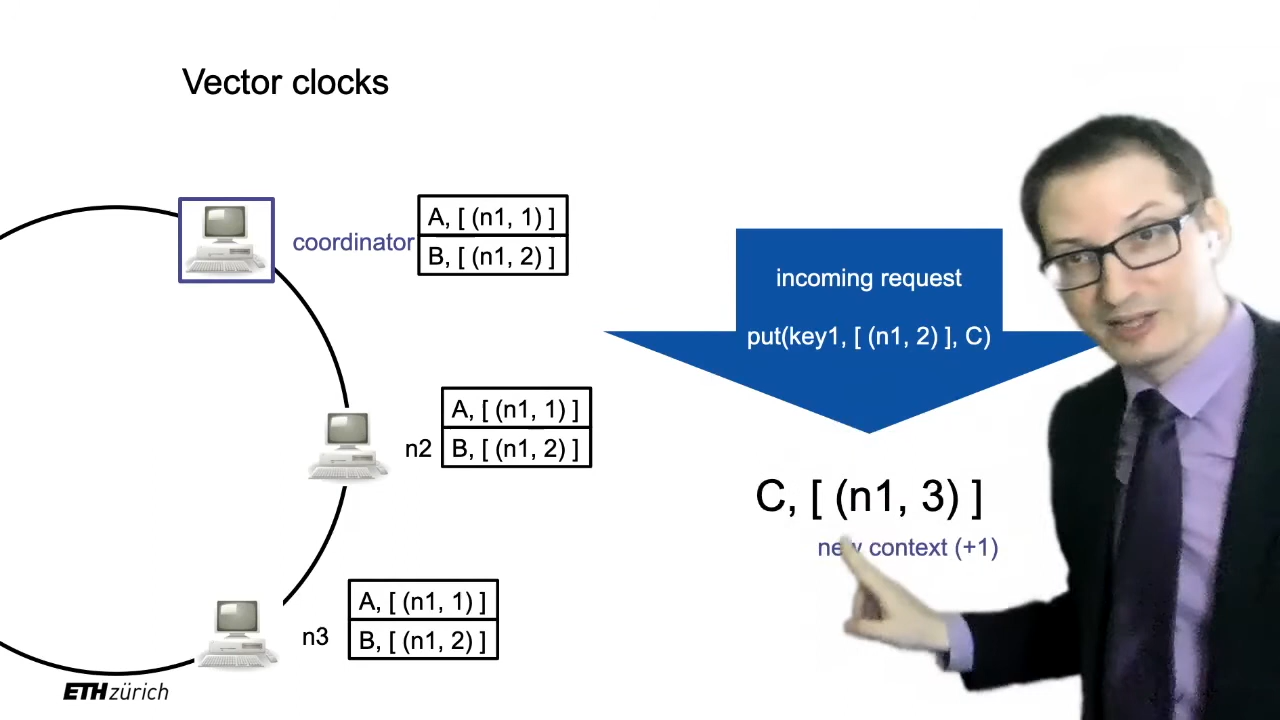 Vector clocks
coordinator
A, [ (n1, 1) ]
B, [ (n1, 2) ]
incoming request
put(key1, [ (n1, 2) ], C)
n2
A, [ (n1, 1) ]
B, [ (n1, 2) ]
C, [ (n1, 3) ]
new context (+1)
n3
A, [ (n1, 1) ]
B, [ (n1, 2) ]
ETH zürich